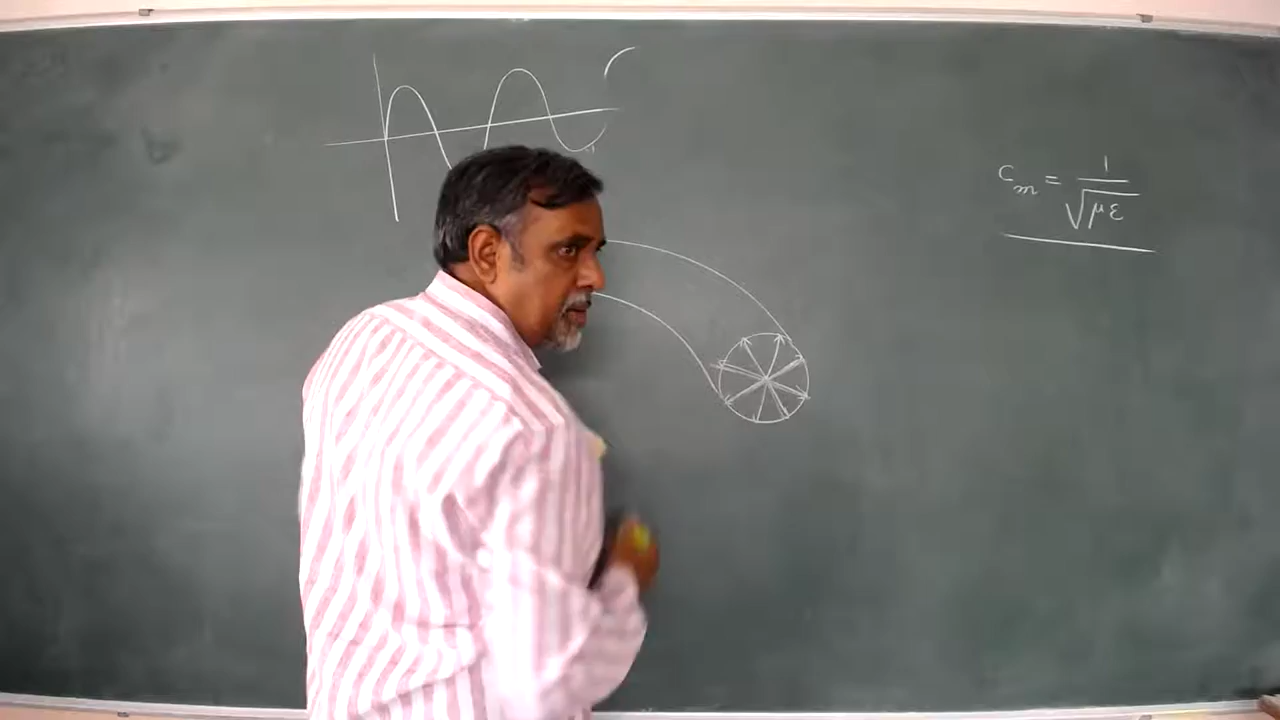 C_m = 1/√με